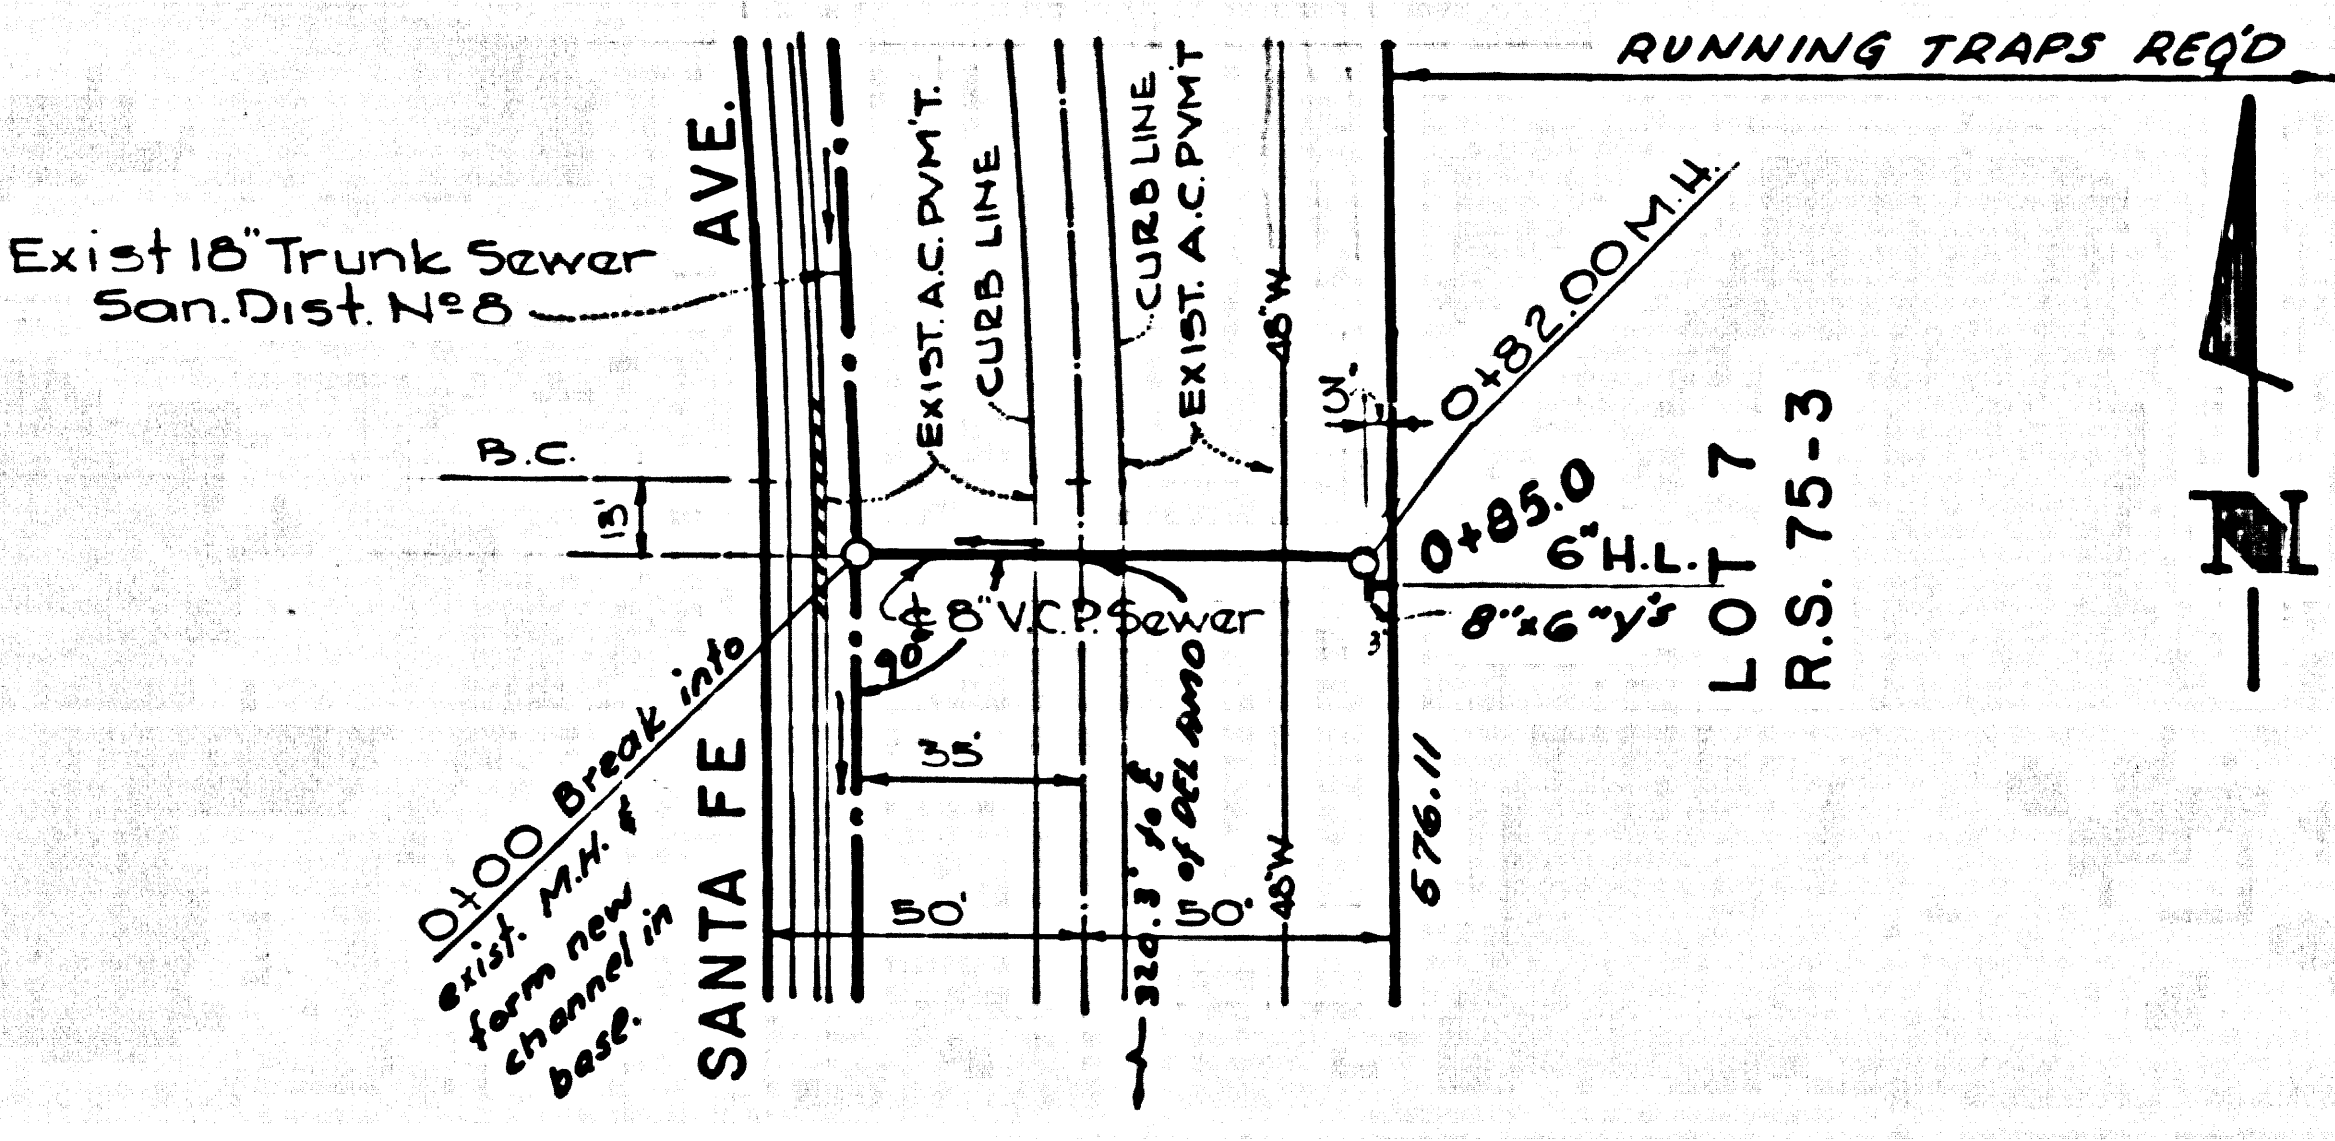 RUNNING TRAPS REQ'D
Exist 18" Trunk Sewer
San. Dist. Nº 8
SANTA FE AVE.
EXIST. A.C. PVM'T.
CURB LINE
CURB LINE
EXIST. A.C. PVMT
48"W
3'
0+82.00 M.H.
B.C.
13'
0+85.0
6" H.L.
8"x6" Y's
3'
LOT 7
R.S. 75-3
N
℄ 8" V.C.P. Sewer
90°
0+00 Break into
exist. M.H. &
form new
channel in
base.
35'
50'
50'
48"W
320.3' to ℄
of DEL AMO
576.11